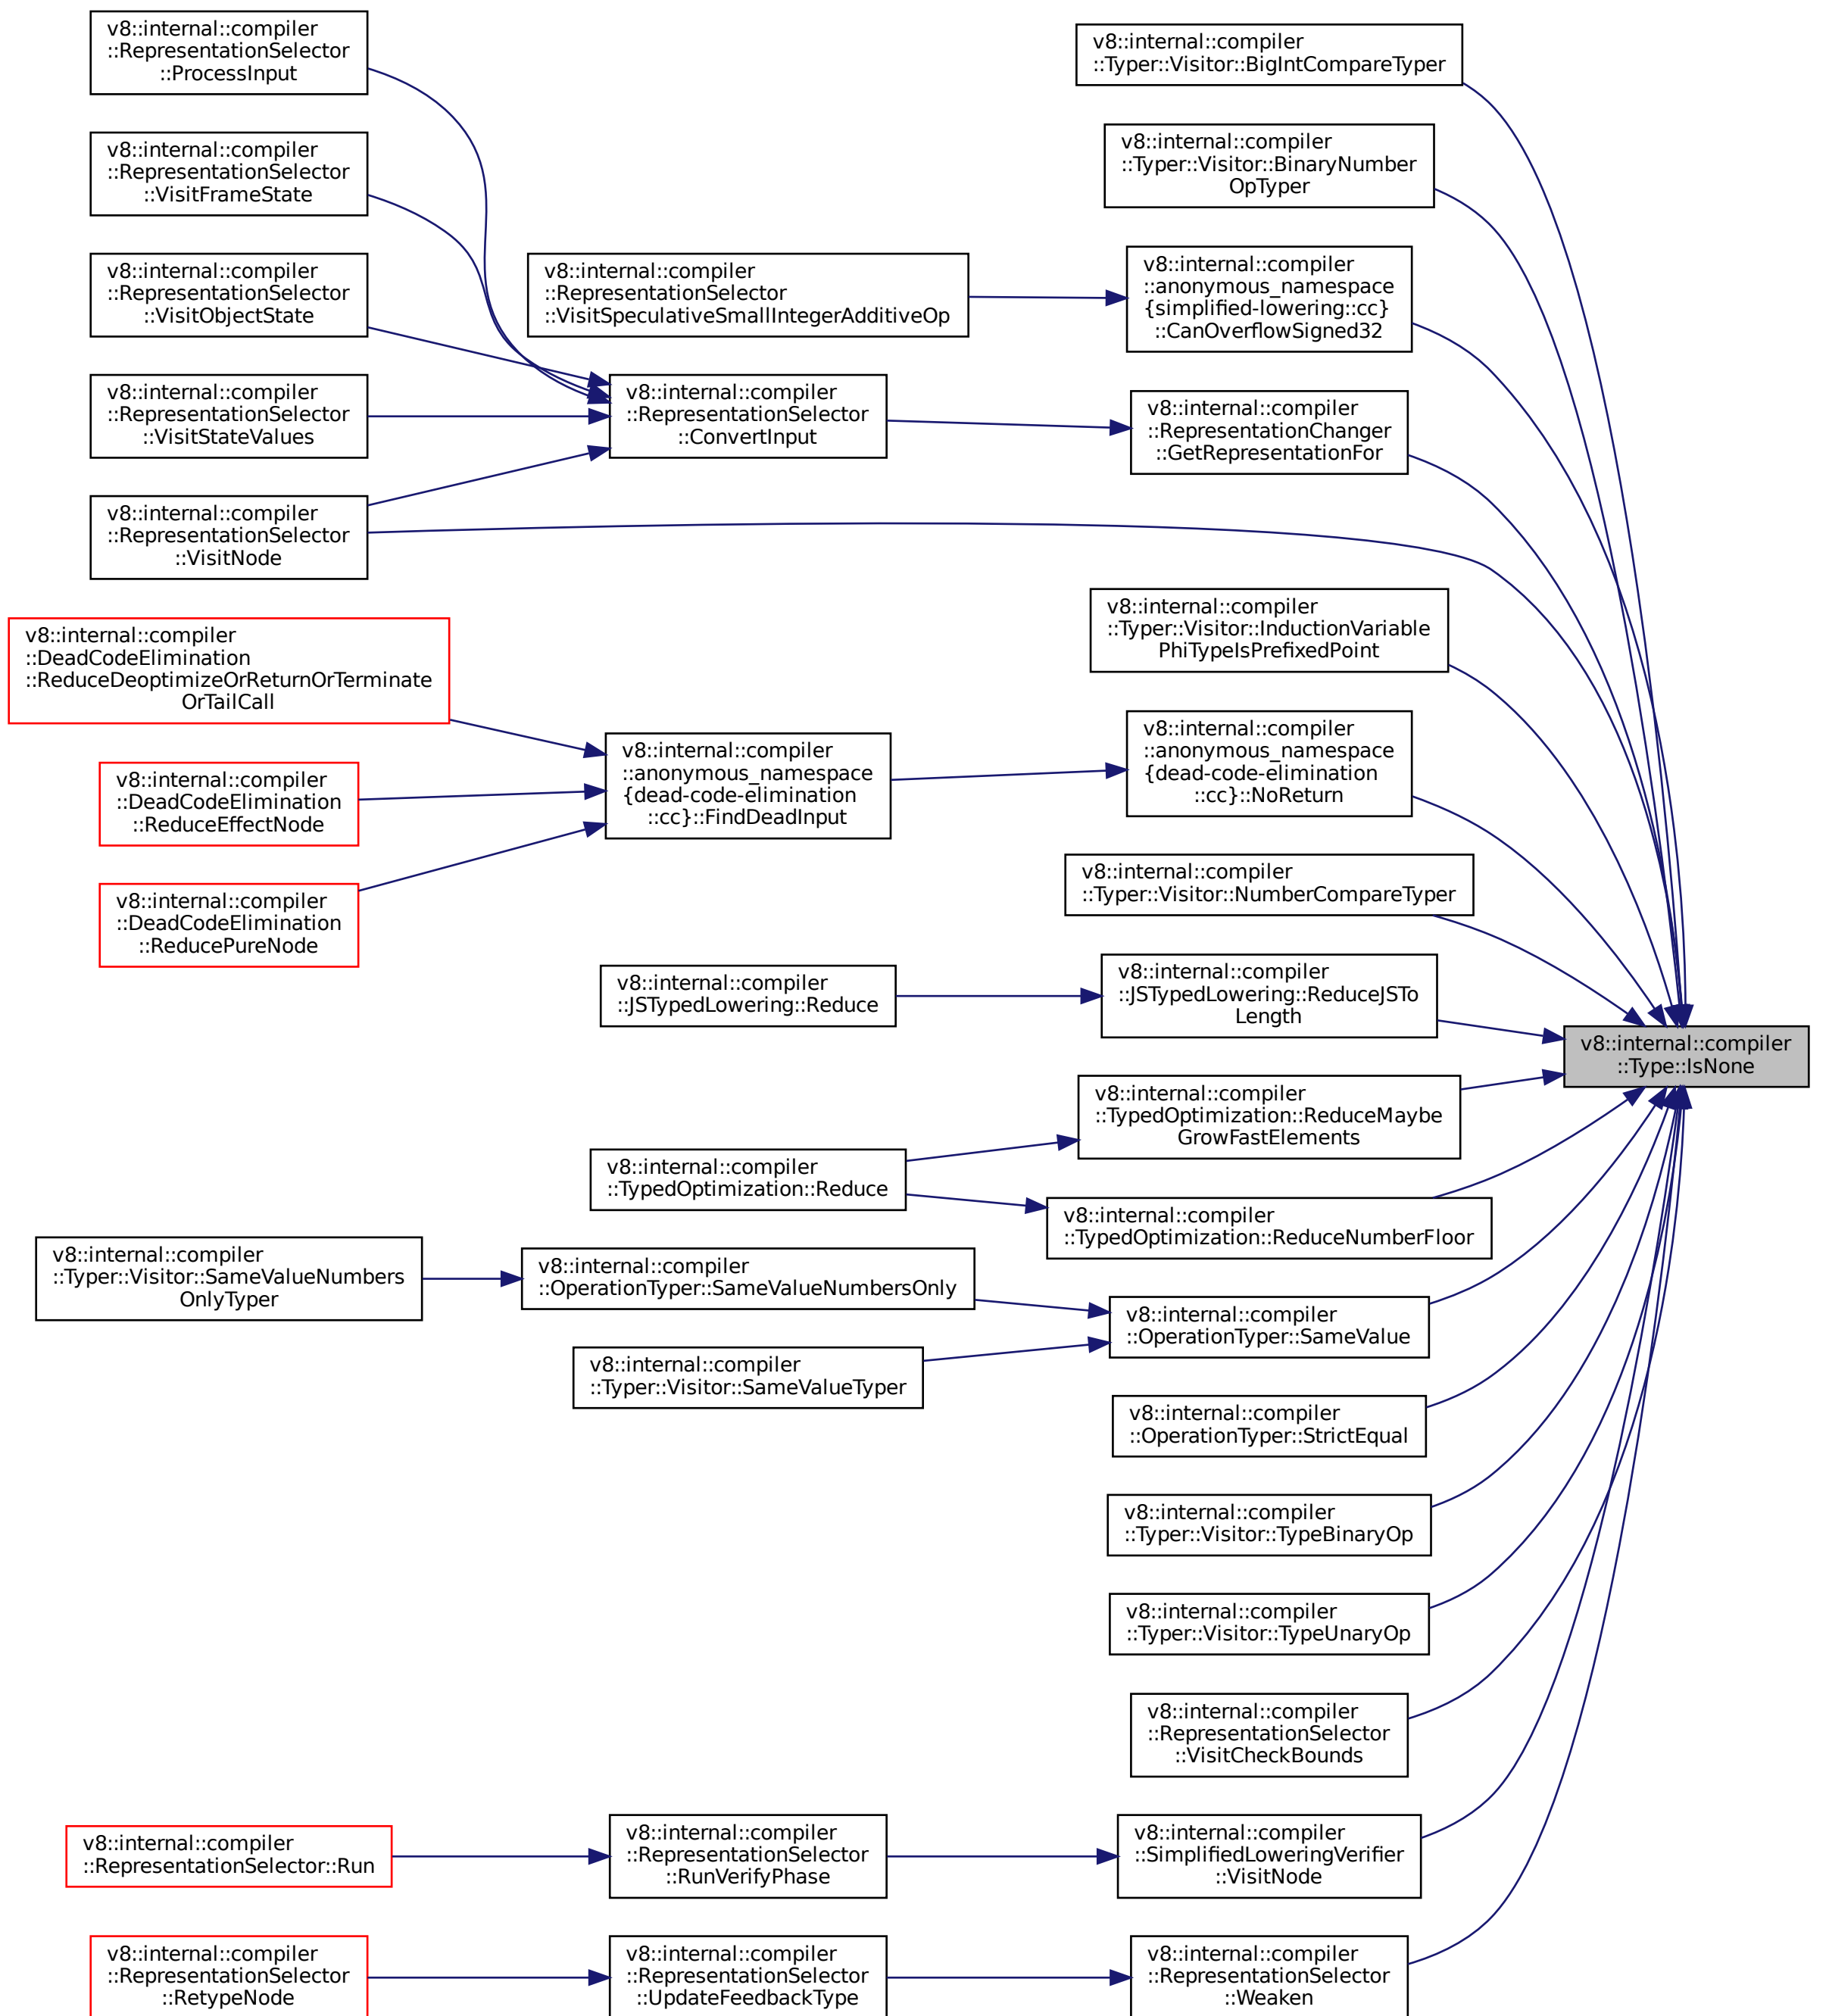 v8::internal::compiler
::RepresentationSelector
::ProcessInput
v8::internal::compiler
::RepresentationSelector
::VisitFrameState
v8::internal::compiler
::RepresentationSelector
::VisitObjectState
v8::internal::compiler
::RepresentationSelector
::VisitStateValues
v8::internal::compiler
::RepresentationSelector
::VisitNode
v8::internal::compiler
::DeadCodeElimination
::ReduceDeoptimizeOrReturnOrTerminate
OrTailCall
v8::internal::compiler
::DeadCodeElimination
::ReduceEffectNode
v8::internal::compiler
::DeadCodeElimination
::ReducePureNode
v8::internal::compiler
::Typer::Visitor::SameValueNumbers
OnlyTyper
v8::internal::compiler
::RepresentationSelector::Run
v8::internal::compiler
::RepresentationSelector
::RetypeNode
v8::internal::compiler
::RepresentationSelector
::VisitSpeculativeSmallIntegerAdditiveOp
v8::internal::compiler
::RepresentationSelector
::ConvertInput
v8::internal::compiler
::anonymous_namespace
{dead-code-elimination
::cc}::FindDeadInput
v8::internal::compiler
::JSTypedLowering::Reduce
v8::internal::compiler
::TypedOptimization::Reduce
v8::internal::compiler
::OperationTyper::SameValueNumbersOnly
v8::internal::compiler
::Typer::Visitor::SameValueTyper
v8::internal::compiler
::RepresentationSelector
::RunVerifyPhase
v8::internal::compiler
::RepresentationSelector
::UpdateFeedbackType
v8::internal::compiler
::Typer::Visitor::BigIntCompareTyper
v8::internal::compiler
::Typer::Visitor::BinaryNumber
OpTyper
v8::internal::compiler
::anonymous_namespace
{simplified-lowering::cc}
::CanOverflowSigned32
v8::internal::compiler
::RepresentationChanger
::GetRepresentationFor
v8::internal::compiler
::Typer::Visitor::InductionVariable
PhiTypeIsPrefixedPoint
v8::internal::compiler
::anonymous_namespace
{dead-code-elimination
::cc}::NoReturn
v8::internal::compiler
::Typer::Visitor::NumberCompareTyper
v8::internal::compiler
::JSTypedLowering::ReduceJSTo
Length
v8::internal::compiler
::TypedOptimization::ReduceMaybe
GrowFastElements
v8::internal::compiler
::TypedOptimization::ReduceNumberFloor
v8::internal::compiler
::OperationTyper::SameValue
v8::internal::compiler
::OperationTyper::StrictEqual
v8::internal::compiler
::Typer::Visitor::TypeBinaryOp
v8::internal::compiler
::Typer::Visitor::TypeUnaryOp
v8::internal::compiler
::RepresentationSelector
::VisitCheckBounds
v8::internal::compiler
::SimplifiedLoweringVerifier
::VisitNode
v8::internal::compiler
::RepresentationSelector
::Weaken
v8::internal::compiler
::Type::IsNone